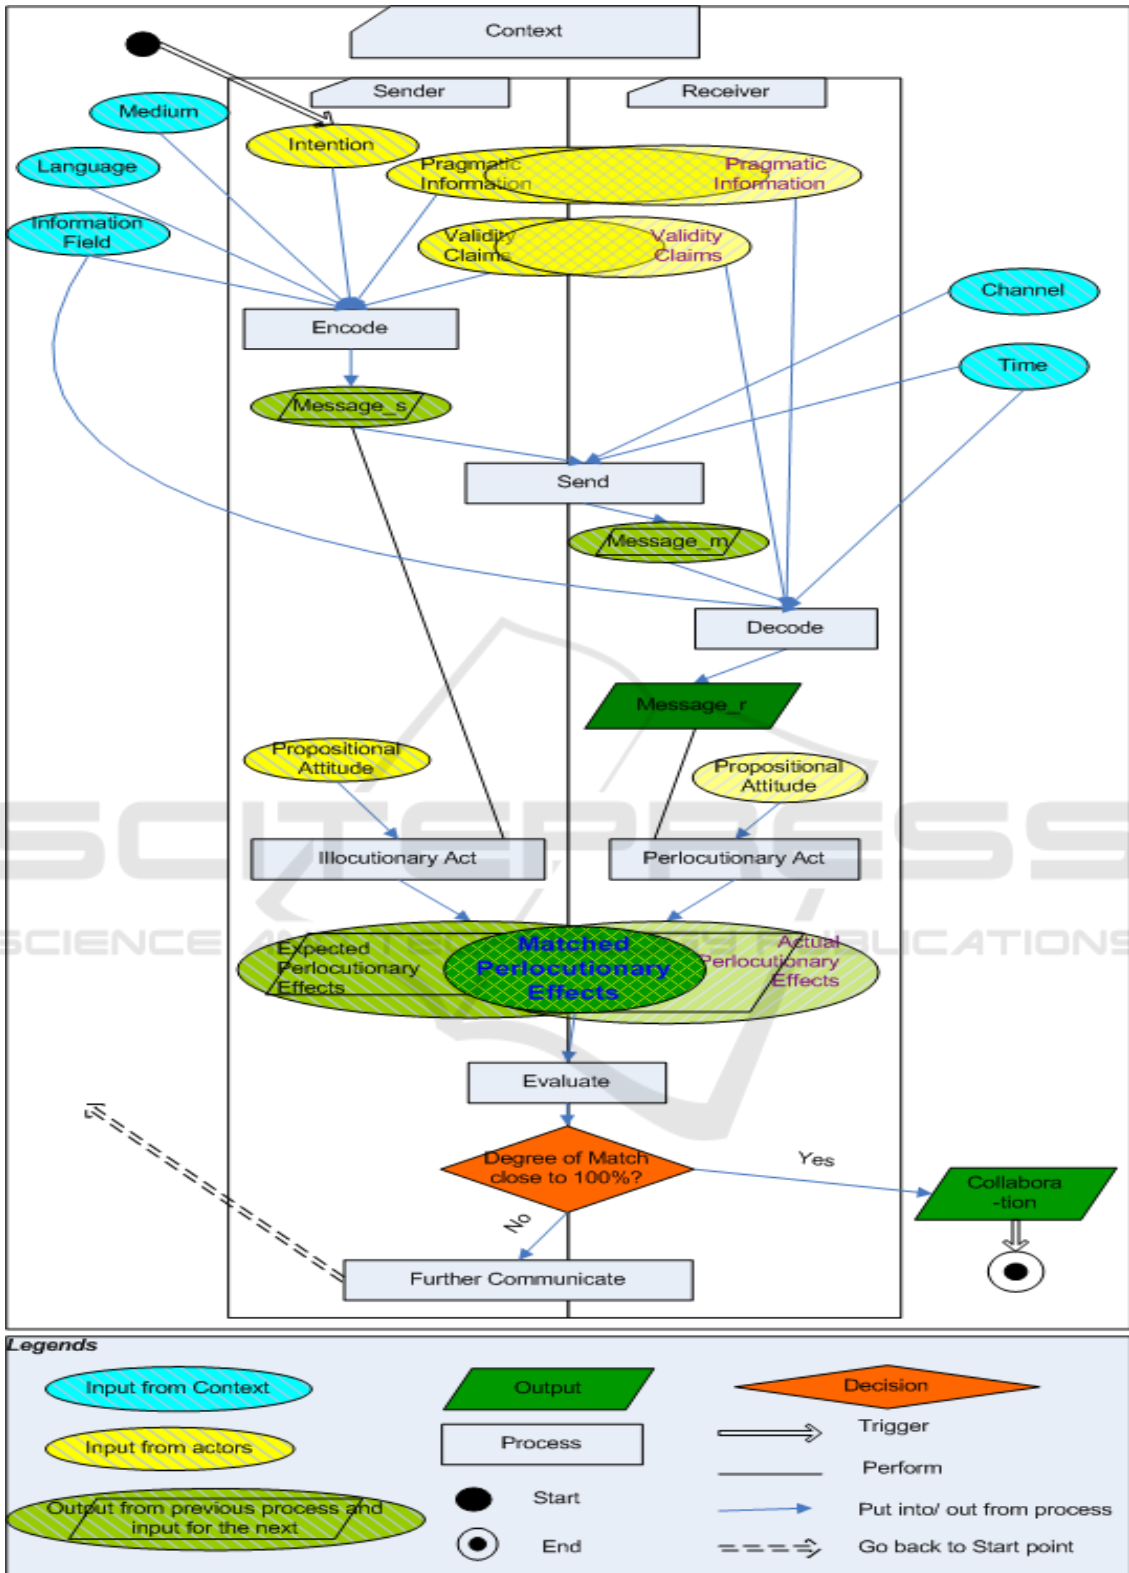 Context
Sender
Receiver
Medium
Intention
Language
Pragmatic
Information
Pragmatic
Information
Information
Field
Validity
Claims
Validity
Claims
Channel
Encode
Time
Message_s
Send
Message_m
Decode
Message_r
Propositional
Attitude
Propositional
Attitude
SCITEPRESS
Illocutionary Act
Perlocutionary Act
SCIENCE AND TECHNOLOGY PUBLICATIONS
Expected
Perlocutionary
Effects
Matched
Perlocutionary
Effects
Actual
Perlocutionary
Effects
Evaluate
Degree of Match
close to 100%?
Yes
No
Collabora
-tion
Further Communicate
Legends
Input from Context
Output
Decision
Input from actors
Process
Trigger
Output from previous process and
input for the next
Start
Perform
End
Put into/ out from process
Go back to Start point